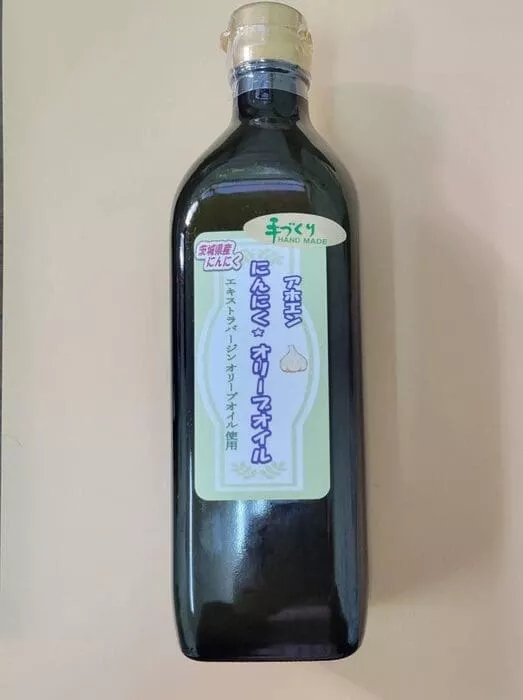 手づくり
HAND MADE
茨城県産
にんにく
アホエン
にんにく★オリーブオイル
エキストラバージンオリーブオイル使用